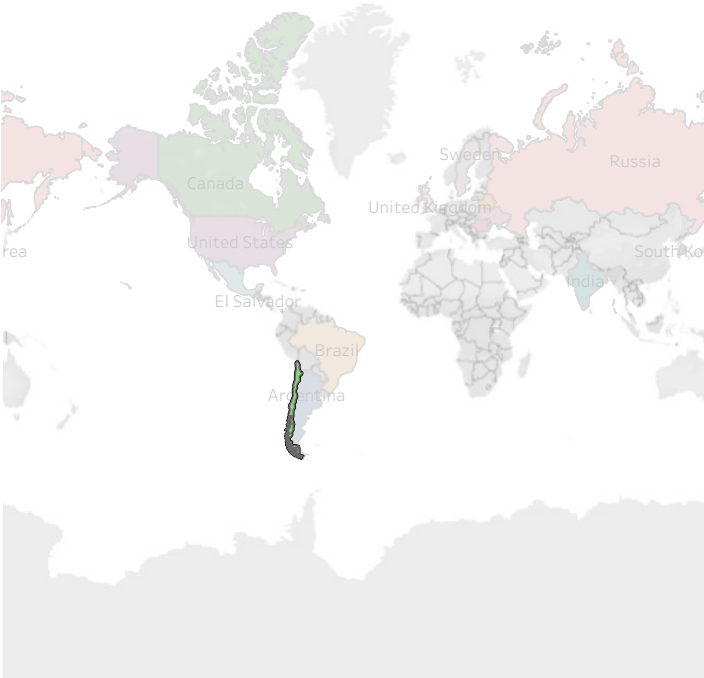 Sweden
Russia
Canada
United Kingdom
United States
rea
South Ko
India
El Salvador
Brazil
Argentina